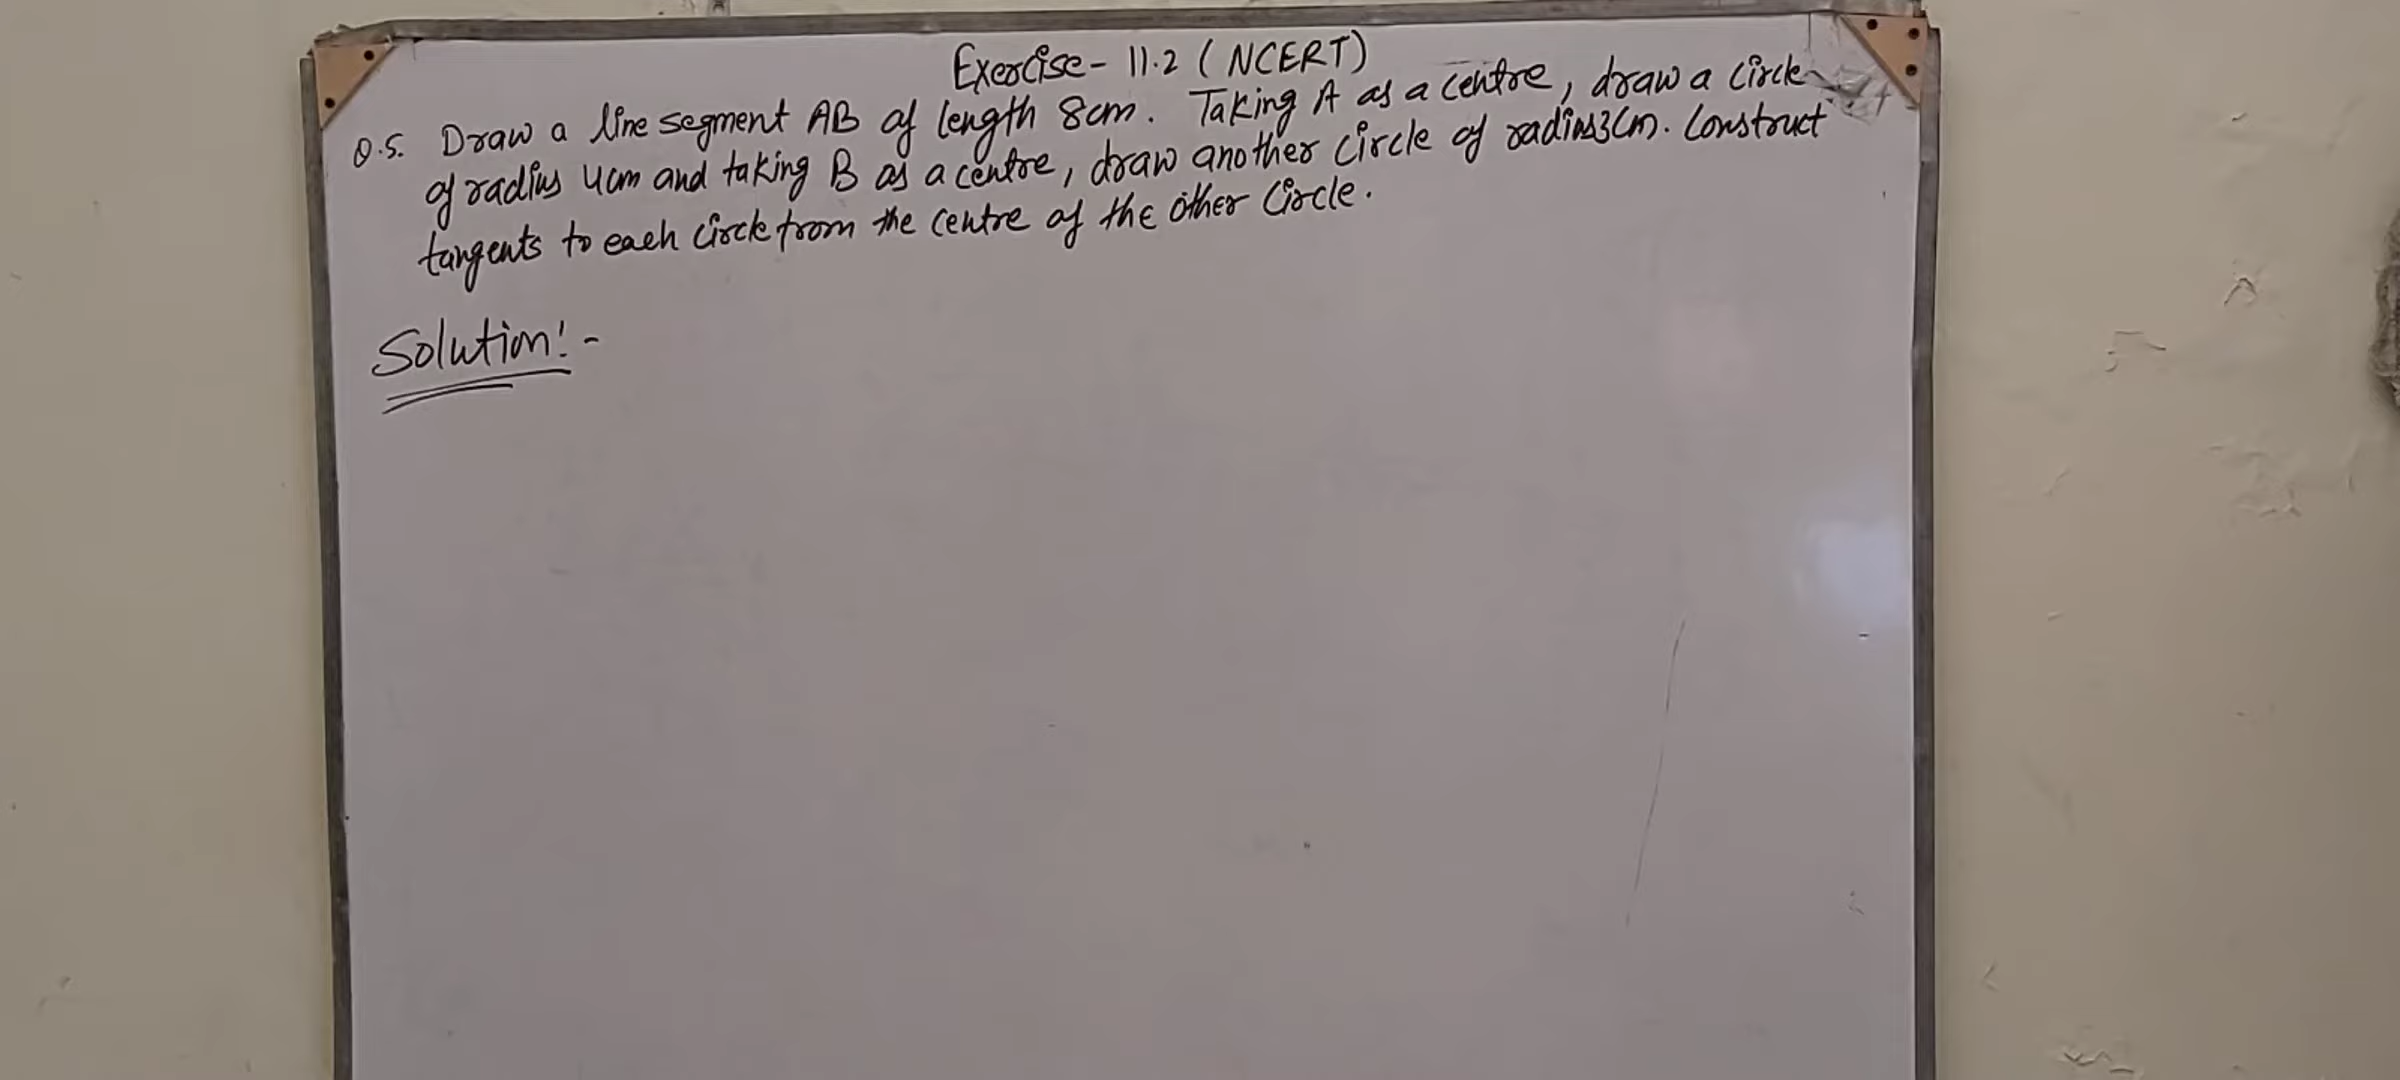 Exercise - 11.2 (NCERT)
Q.5. Draw a line segment AB of length 8cm. Taking A as a centre, draw a circle
of radius 4cm and taking B as a centre, draw another circle of radius 3cm. Construct
tangents to each circle from the centre of the other circle.
Solution:-